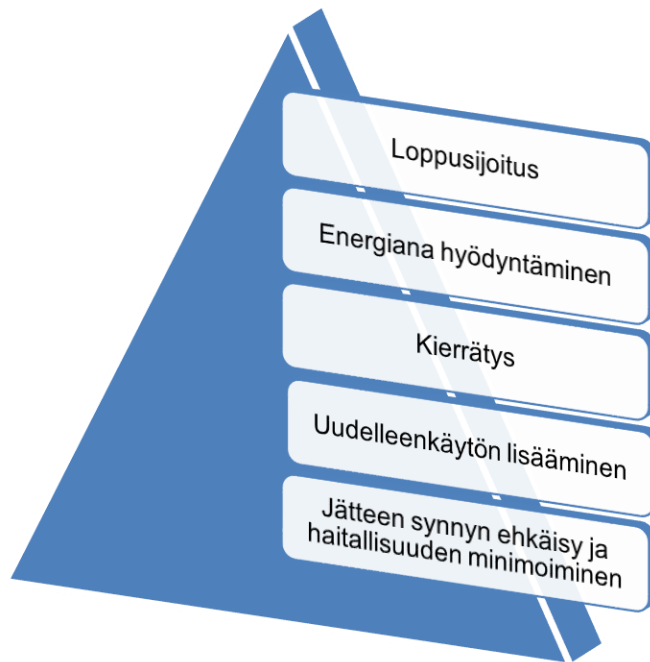 Loppusijoitus
Energiana hyödyntäminen
Kierrätys
Uudelleenkäytön lisääminen
Jätteen synnyn ehkäisy ja
haitallisuuden minimoiminen